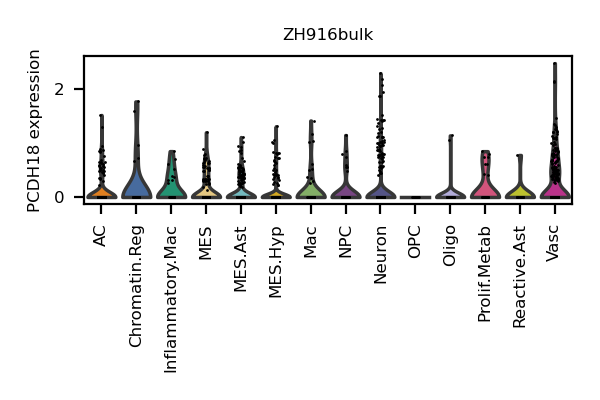 ZH916bulk
PCDH18 expression
2
0
AC
Chromatin.Reg
Inflammatory.Mac
MES
MES.Ast
MES.Hyp
Mac
NPC
Neuron
OPC
Oligo
Prolif.Metab
Reactive.Ast
Vasc